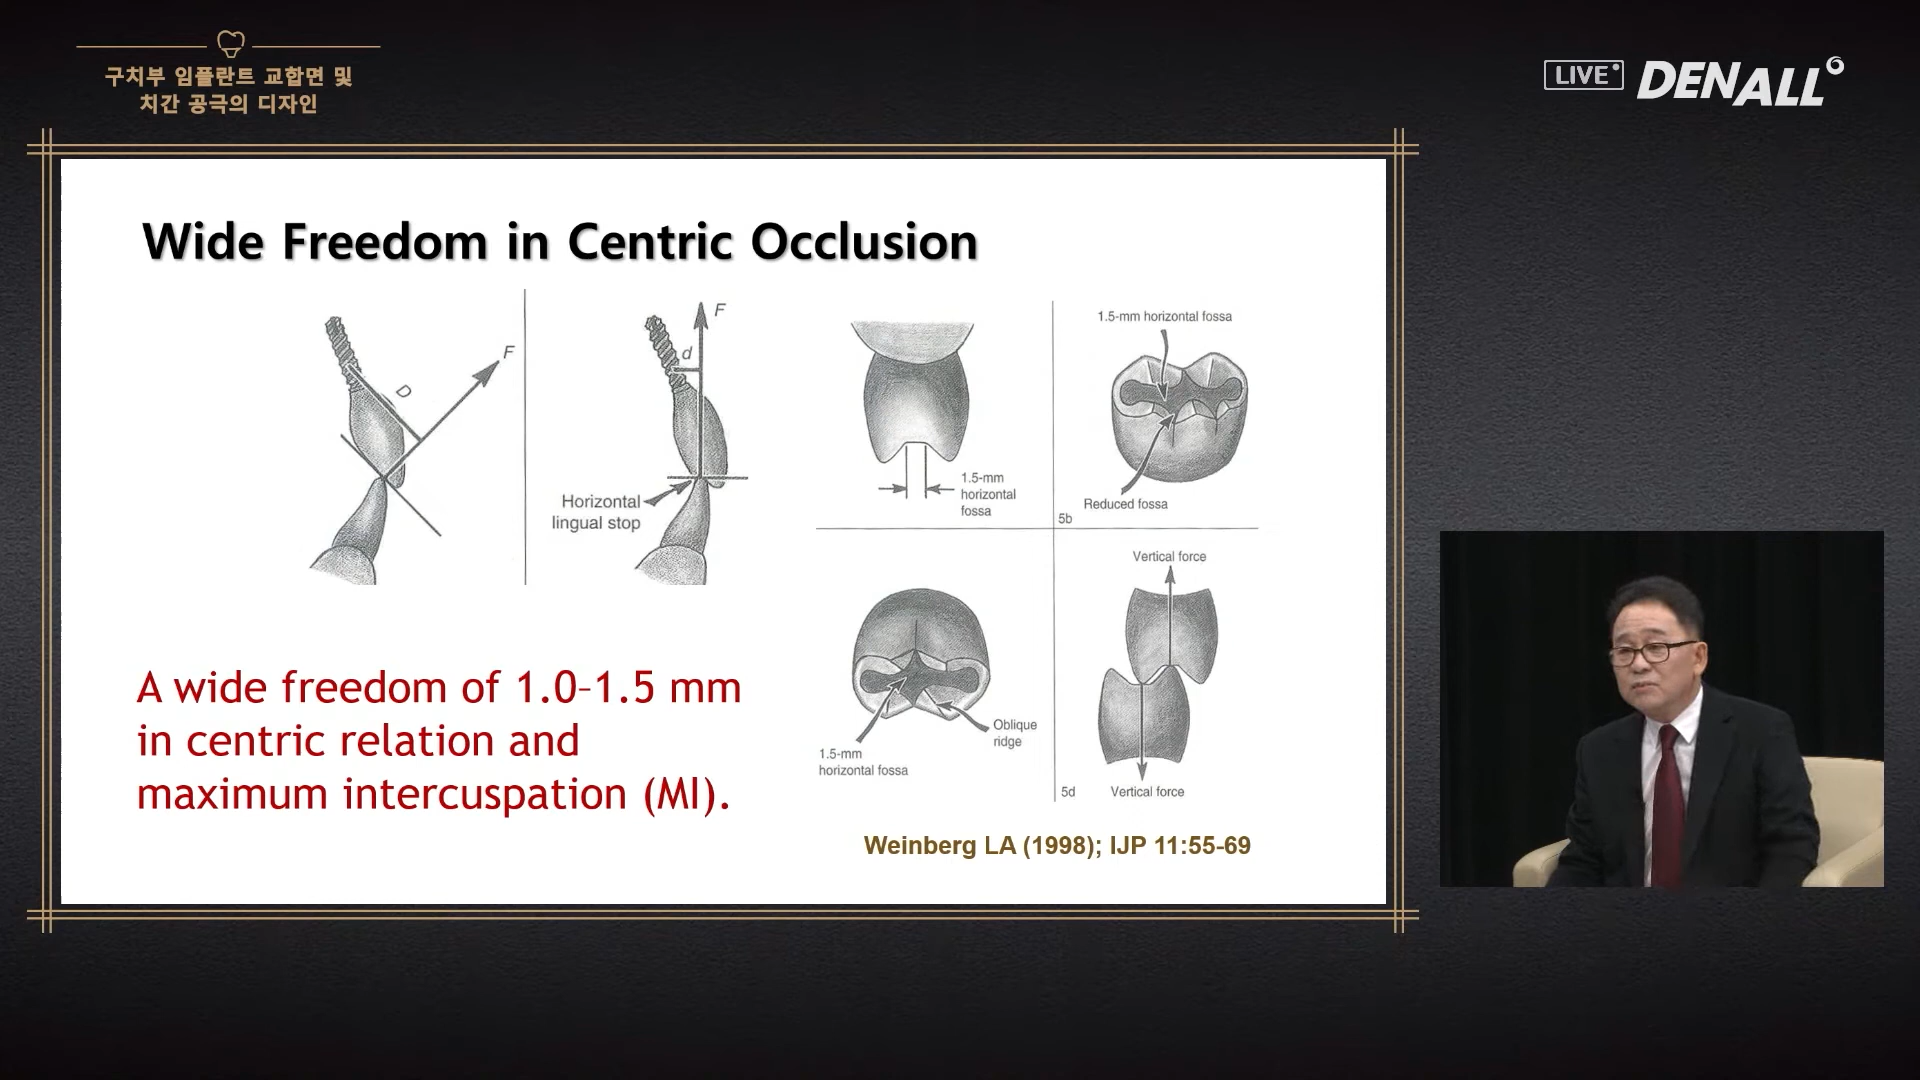 구치부 임플란트 교합면 및
치간 공극의 디자인
LIVE
DENALL
Wide Freedom in Centric Occlusion
F
D
F
d
Horizontal
lingual stop
1.5-mm
horizontal
fossa
1.5-mm horizontal fossa
Reduced fossa
5b
1.5-mm
horizontal fossa
Oblique
ridge
Vertical force
5d
Vertical force
A wide freedom of 1.0–1.5 mm
in centric relation and
maximum intercuspation (MI).
Weinberg LA (1998); IJP 11:55-69